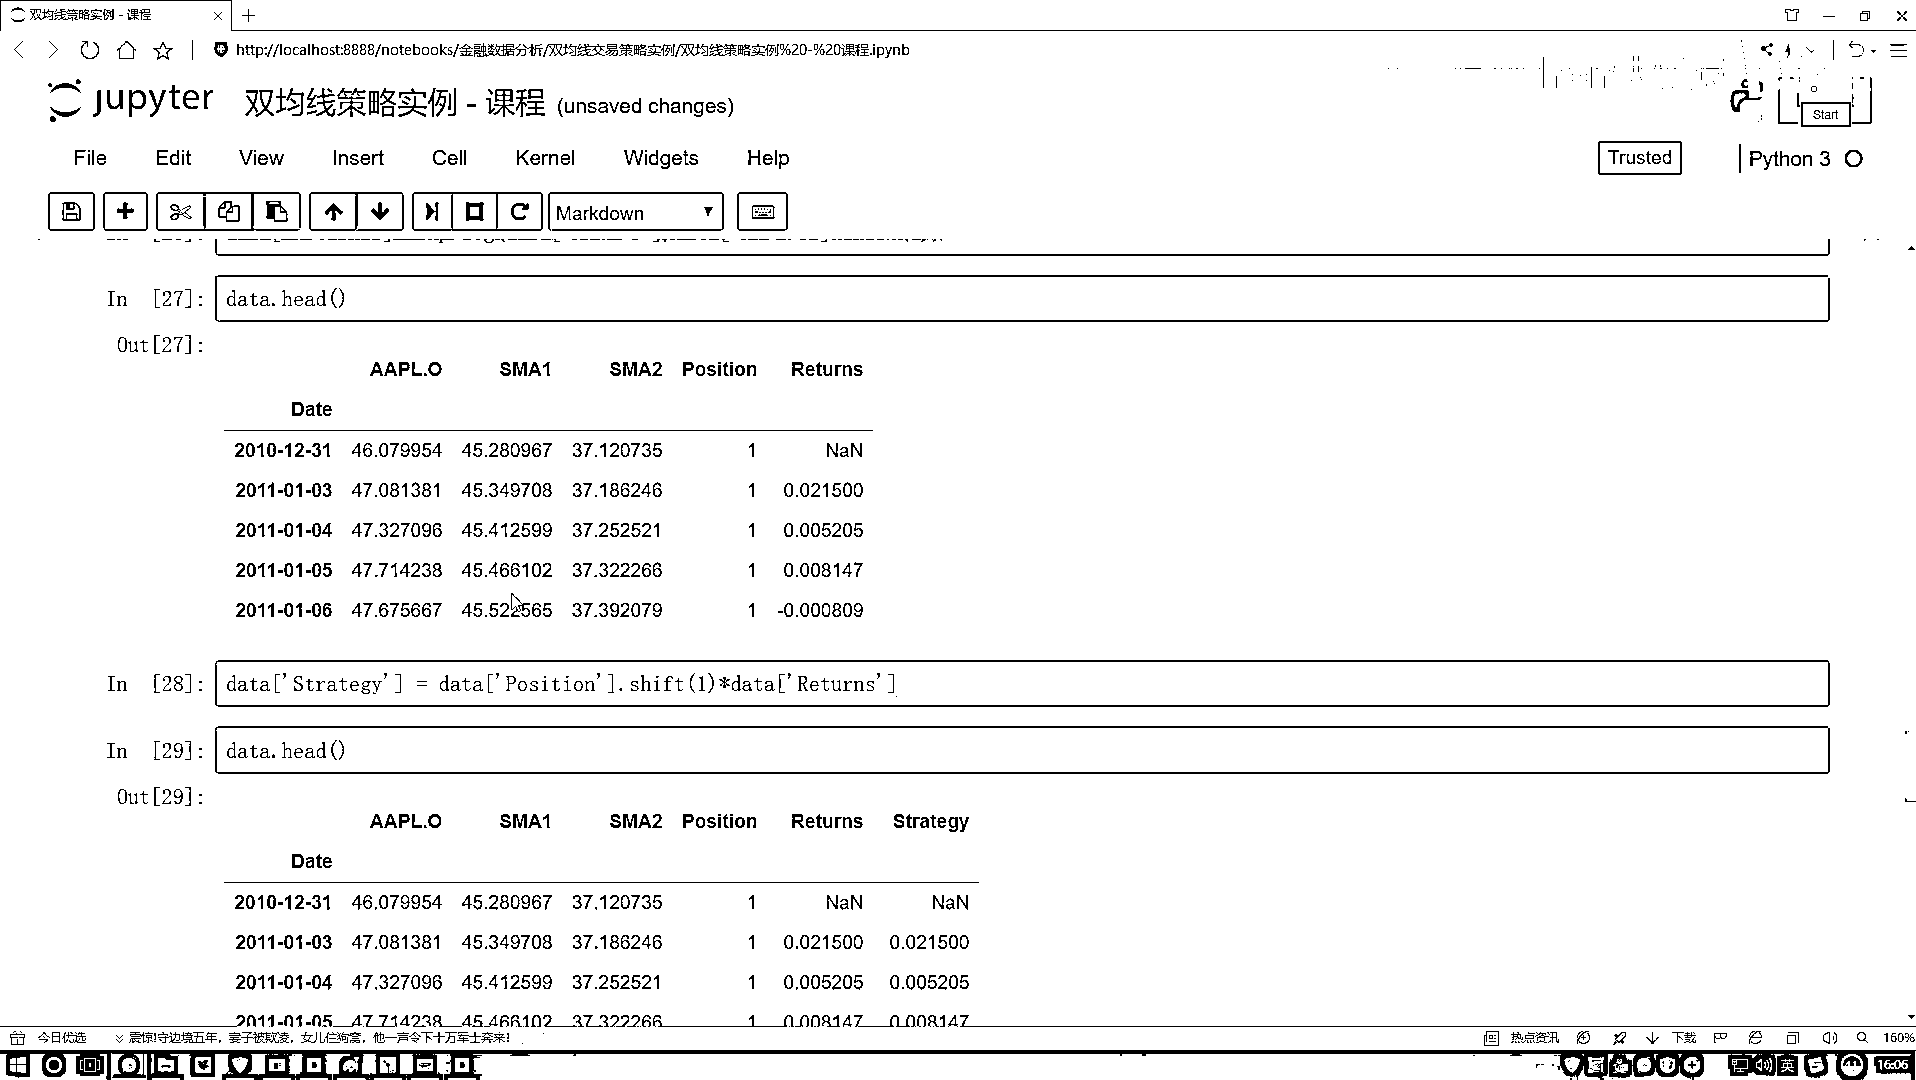 双均线策略实例 - 课程
http://localhost:8888/notebooks/金融数据分析/双均线交易策略实例/双均线策略实例%20-%20课程.ipynb
jupyter 双均线策略实例 - 课程 (unsaved changes)
Start
File Edit View Insert Cell Kernel Widgets Help
Trusted Python 3
Markdown
In [27]: data.head()
Out[27]:
AAPL.O SMA1 SMA2 Position Returns
Date
2010-12-31 46.079954 45.280967 37.120735 1 NaN
2011-01-03 47.081381 45.349708 37.186246 1 0.021500
2011-01-04 47.327096 45.412599 37.252521 1 0.005205
2011-01-05 47.714238 45.466102 37.322266 1 0.008147
2011-01-06 47.675667 45.522565 37.392079 1 -0.000809
In [28]: data['Strategy'] = data['Position'].shift(1)*data['Returns']
In [29]: data.head()
Out[29]:
AAPL.O SMA1 SMA2 Position Returns Strategy
Date
2010-12-31 46.079954 45.280967 37.120735 1 NaN NaN
2011-01-03 47.081381 45.349708 37.186246 1 0.021500 0.021500
2011-01-04 47.327096 45.412599 37.252521 1 0.005205 0.005205
2011-01-05 47.714238 45.466102 37.322266 1 0.008147 0.008147
今日优选 震惊!守边境五年，妻子被欺凌，女儿住狗窝，他一声令下十万军士奔来! 热点资讯 下载 160%
英 16:06